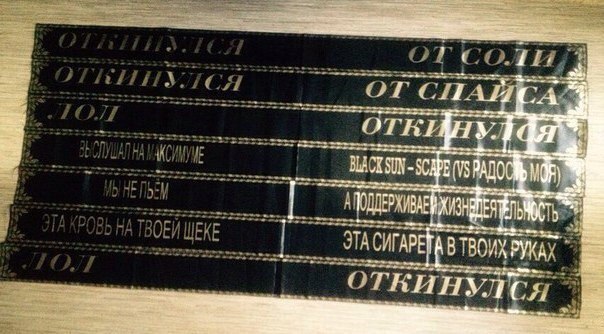 ОТКИНУЛСЯ ОТ СОЛИ
ОТКИНУЛСЯ ОТ СПАЙСА
ЛОЛ ОТКИНУЛСЯ
ВЫСЛУШАЛ НА МАКСИМУМЕ BLACK SUN – SCAPE (VS РАДОСТЬ МОЯ)
МЫ НЕ ПЬЁМ А ПОДДЕРЖИВАЕМ ЖИЗНЕДЕЯТЕЛЬНОСТЬ
ЭТА КРОВЬ НА ТВОЕЙ ЩЕКЕ ЭТА СИГАРЕТА В ТВОИХ РУКАХ
ЛОЛ ОТКИНУЛСЯ